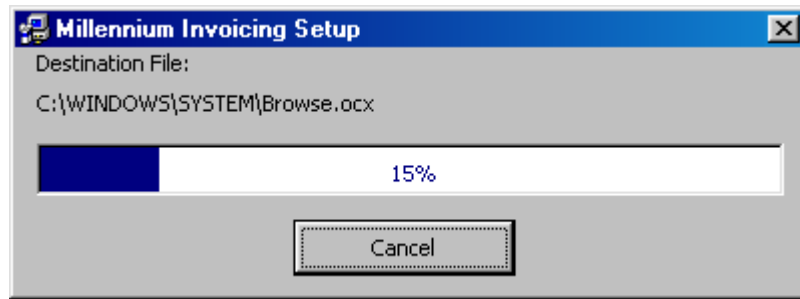 Millennium Invoicing Setup
Destination File:
C:\WINDOWS\SYSTEM\Browse.ocx
15%
Cancel